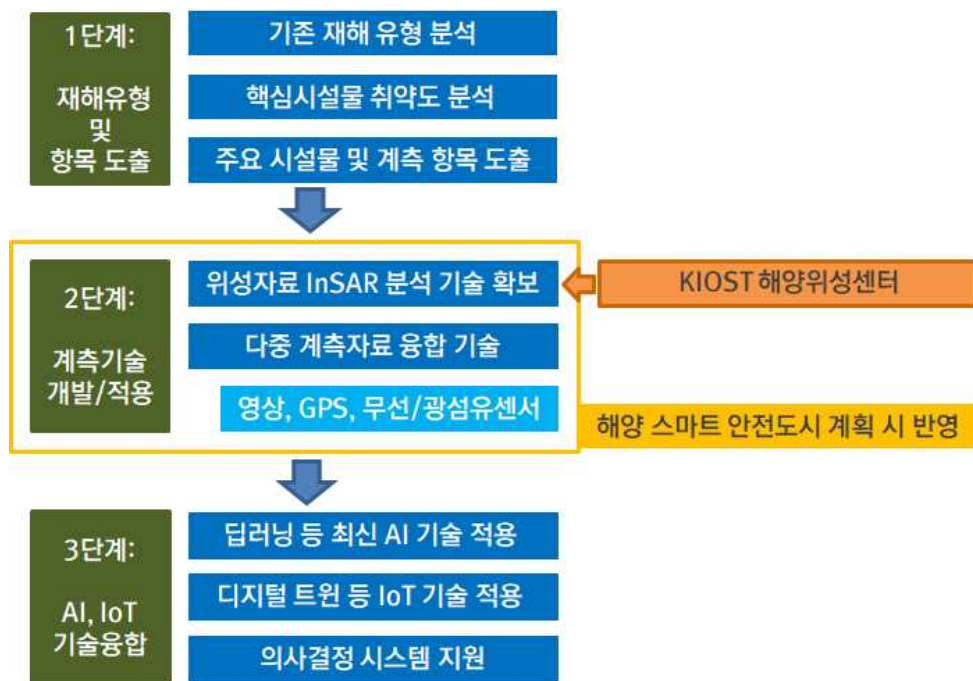 1단계:
재해유형
및
항목 도출
기존 재해 유형 분석
핵심시설물 취약도 분석
주요 시설물 및 계측 항목 도출
2단계:
계측기술
개발/적용
위성자료 InSAR 분석 기술 확보
KIOST 해양위성센터
다중 계측자료 융합 기술
영상, GPS, 무선/광섬유센서
해양 스마트 안전도시 계획 시 반영
3단계:
AI, IoT
기술융합
딥러닝 등 최신 AI 기술 적용
디지털 트윈 등 IoT 기술 적용
의사결정 시스템 지원